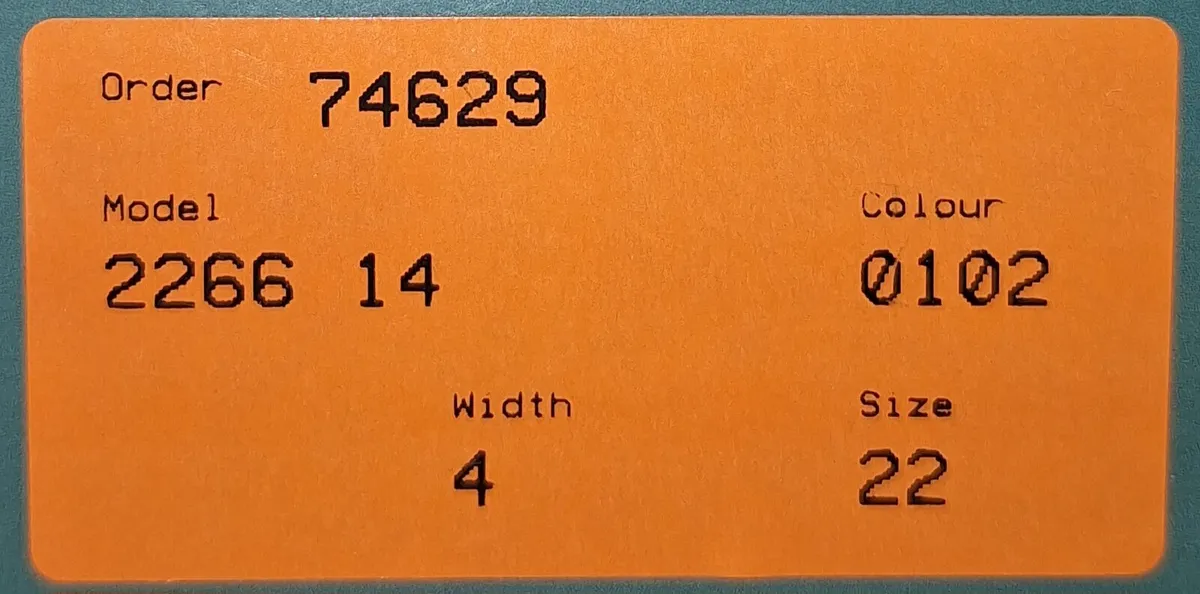 Order 74629
Model Colour
2266 14 0102
Width Size
4 22